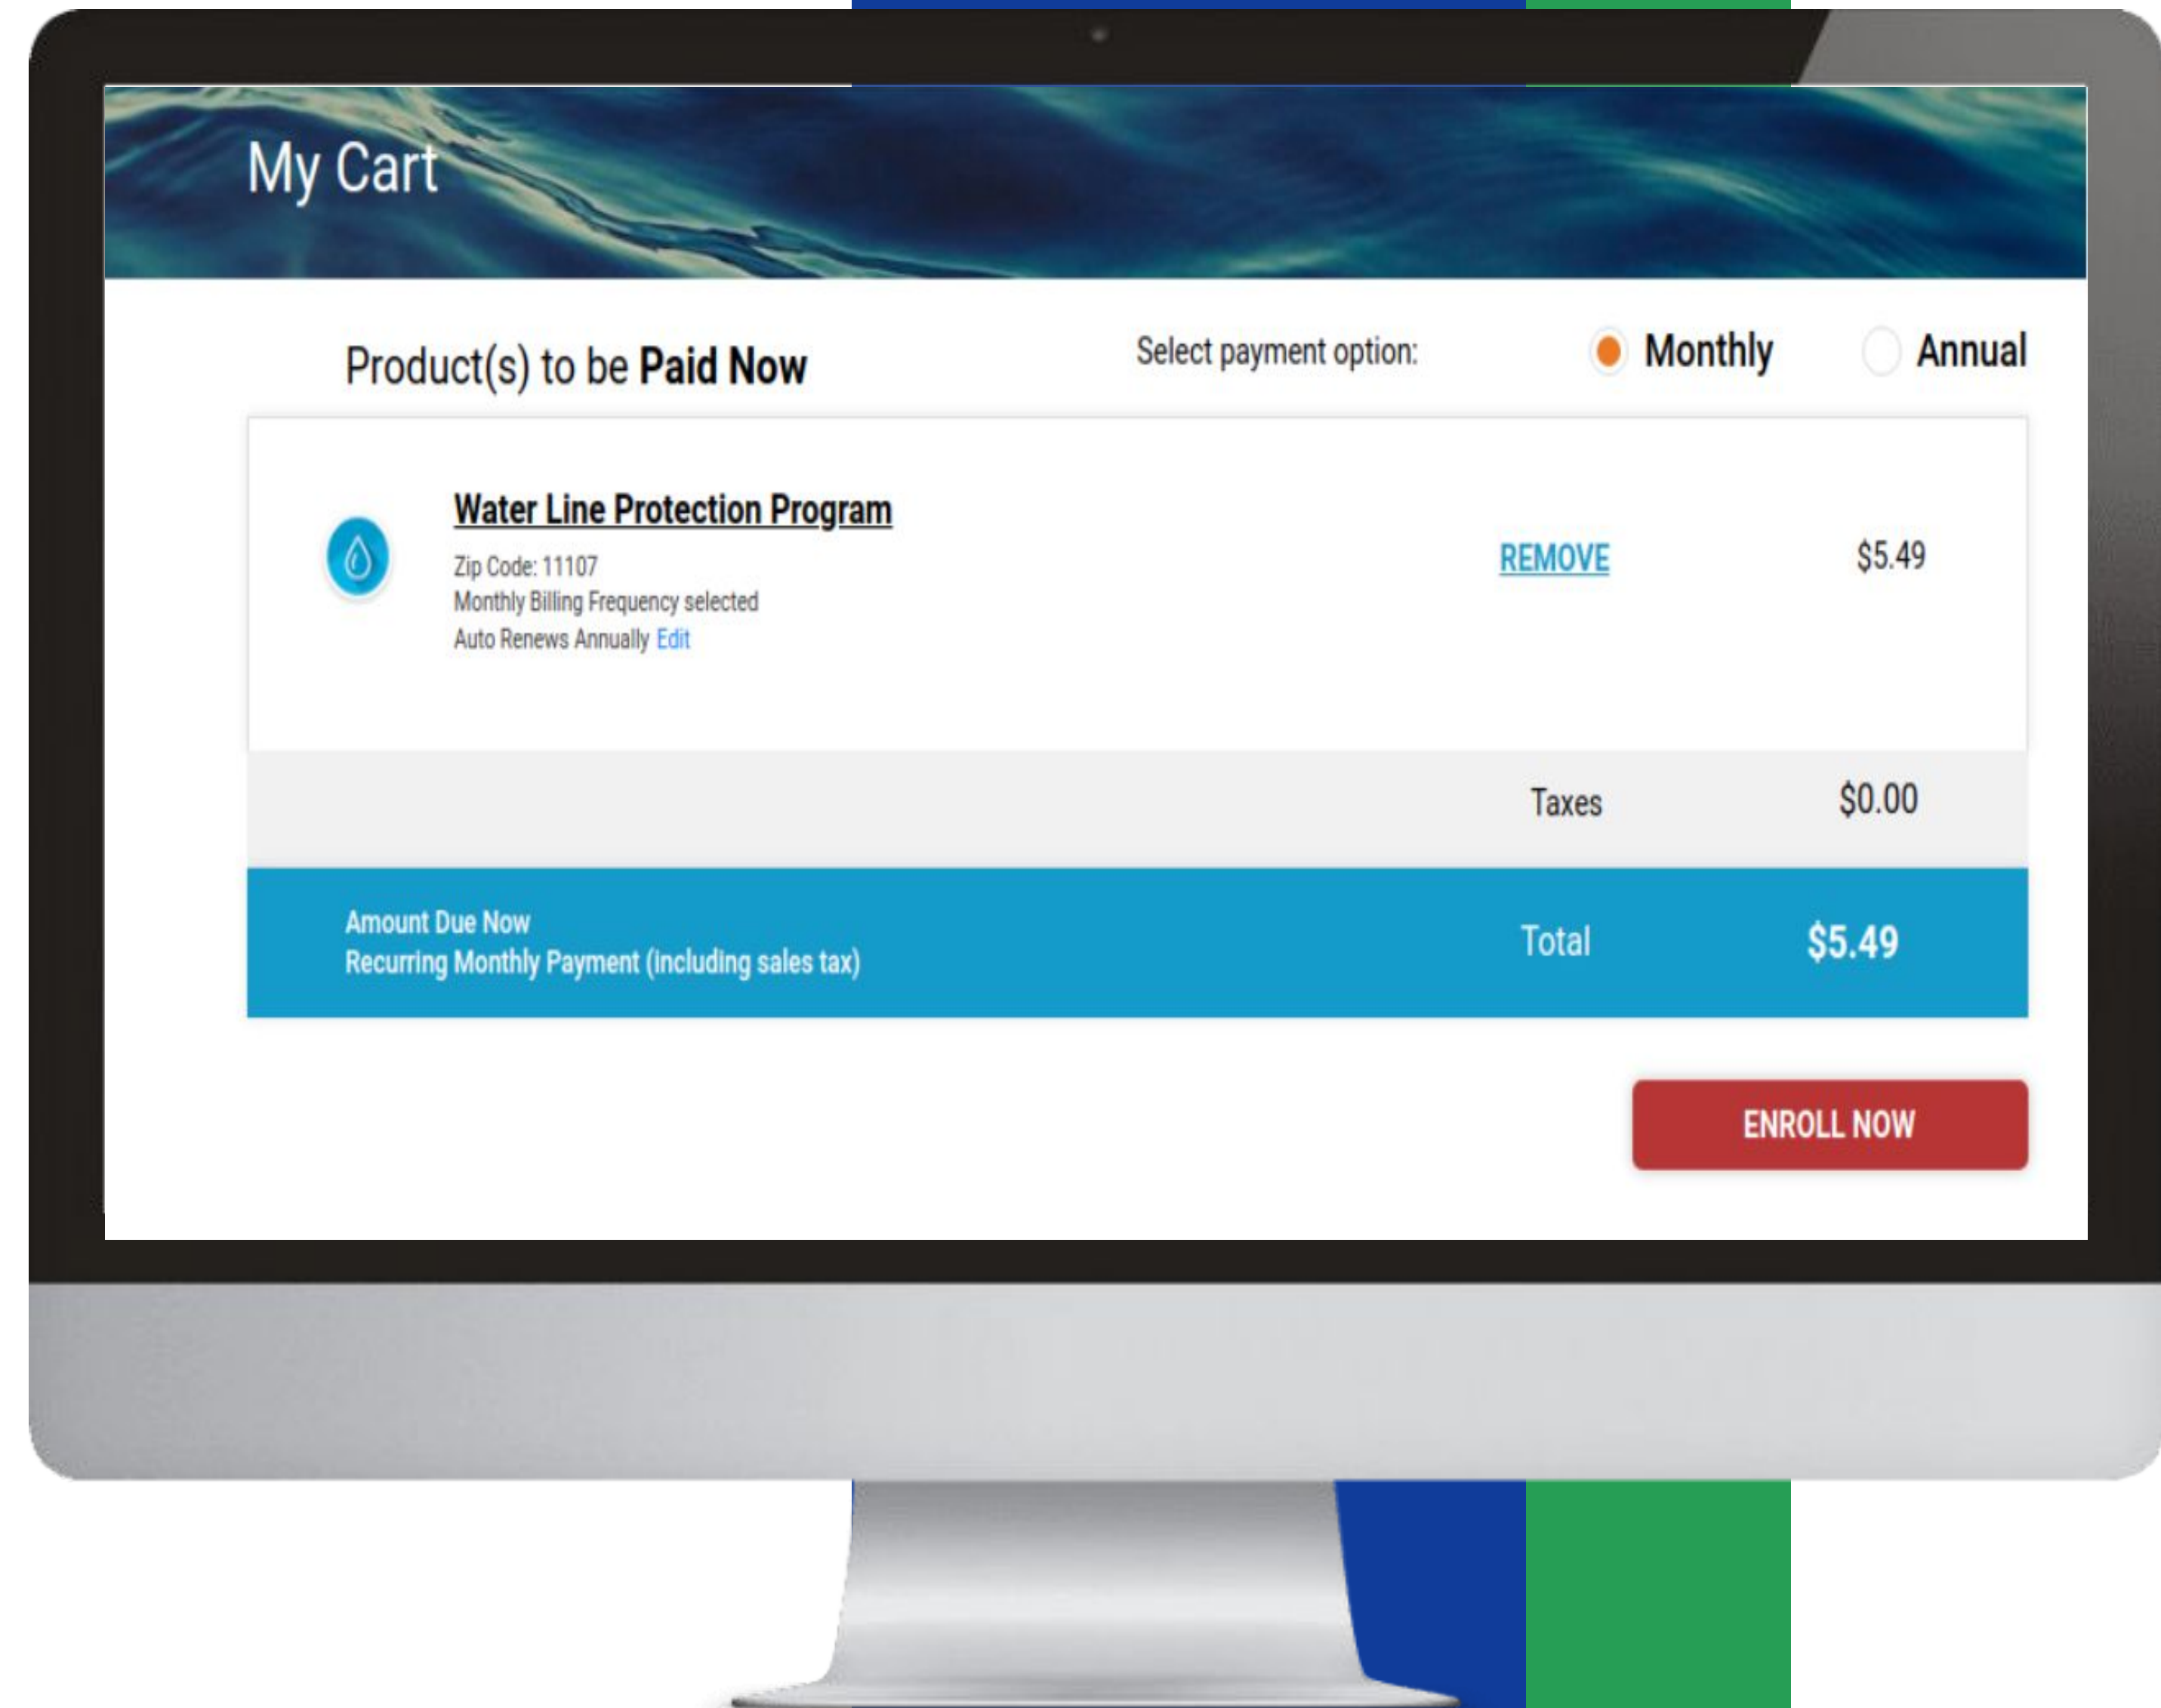 My Cart
Product(s) to be Paid Now
Select payment option:
Monthly
Annual
Water Line Protection Program
Zip Code: 11107
Monthly Billing Frequency selected
Auto Renews Annually Edit
REMOVE
$5.49
Taxes
$0.00
Amount Due Now
Recurring Monthly Payment (including sales tax)
Total
$5.49
ENROLL NOW